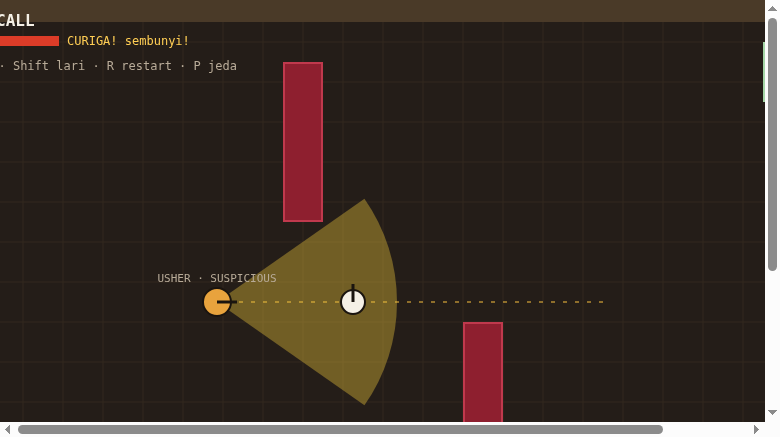 CALL
CURIGA! sembunyi!
· Shift lari · R restart · P jeda
USHER · SUSPICIOUS